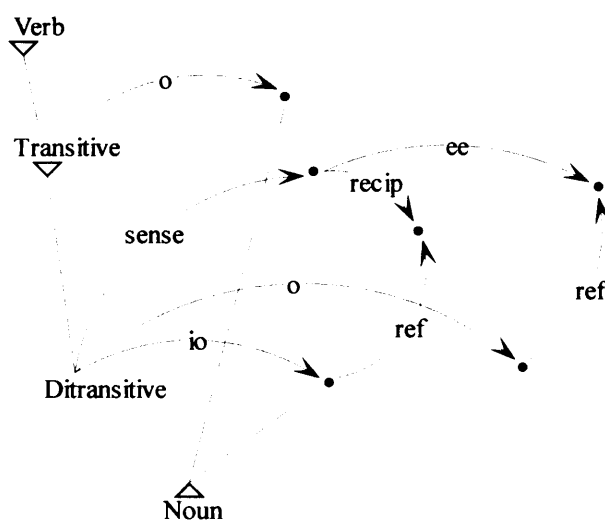 Verb
o
Transitive
ee
recip
sense
ref
o
ref
io
Ditransitive
Noun